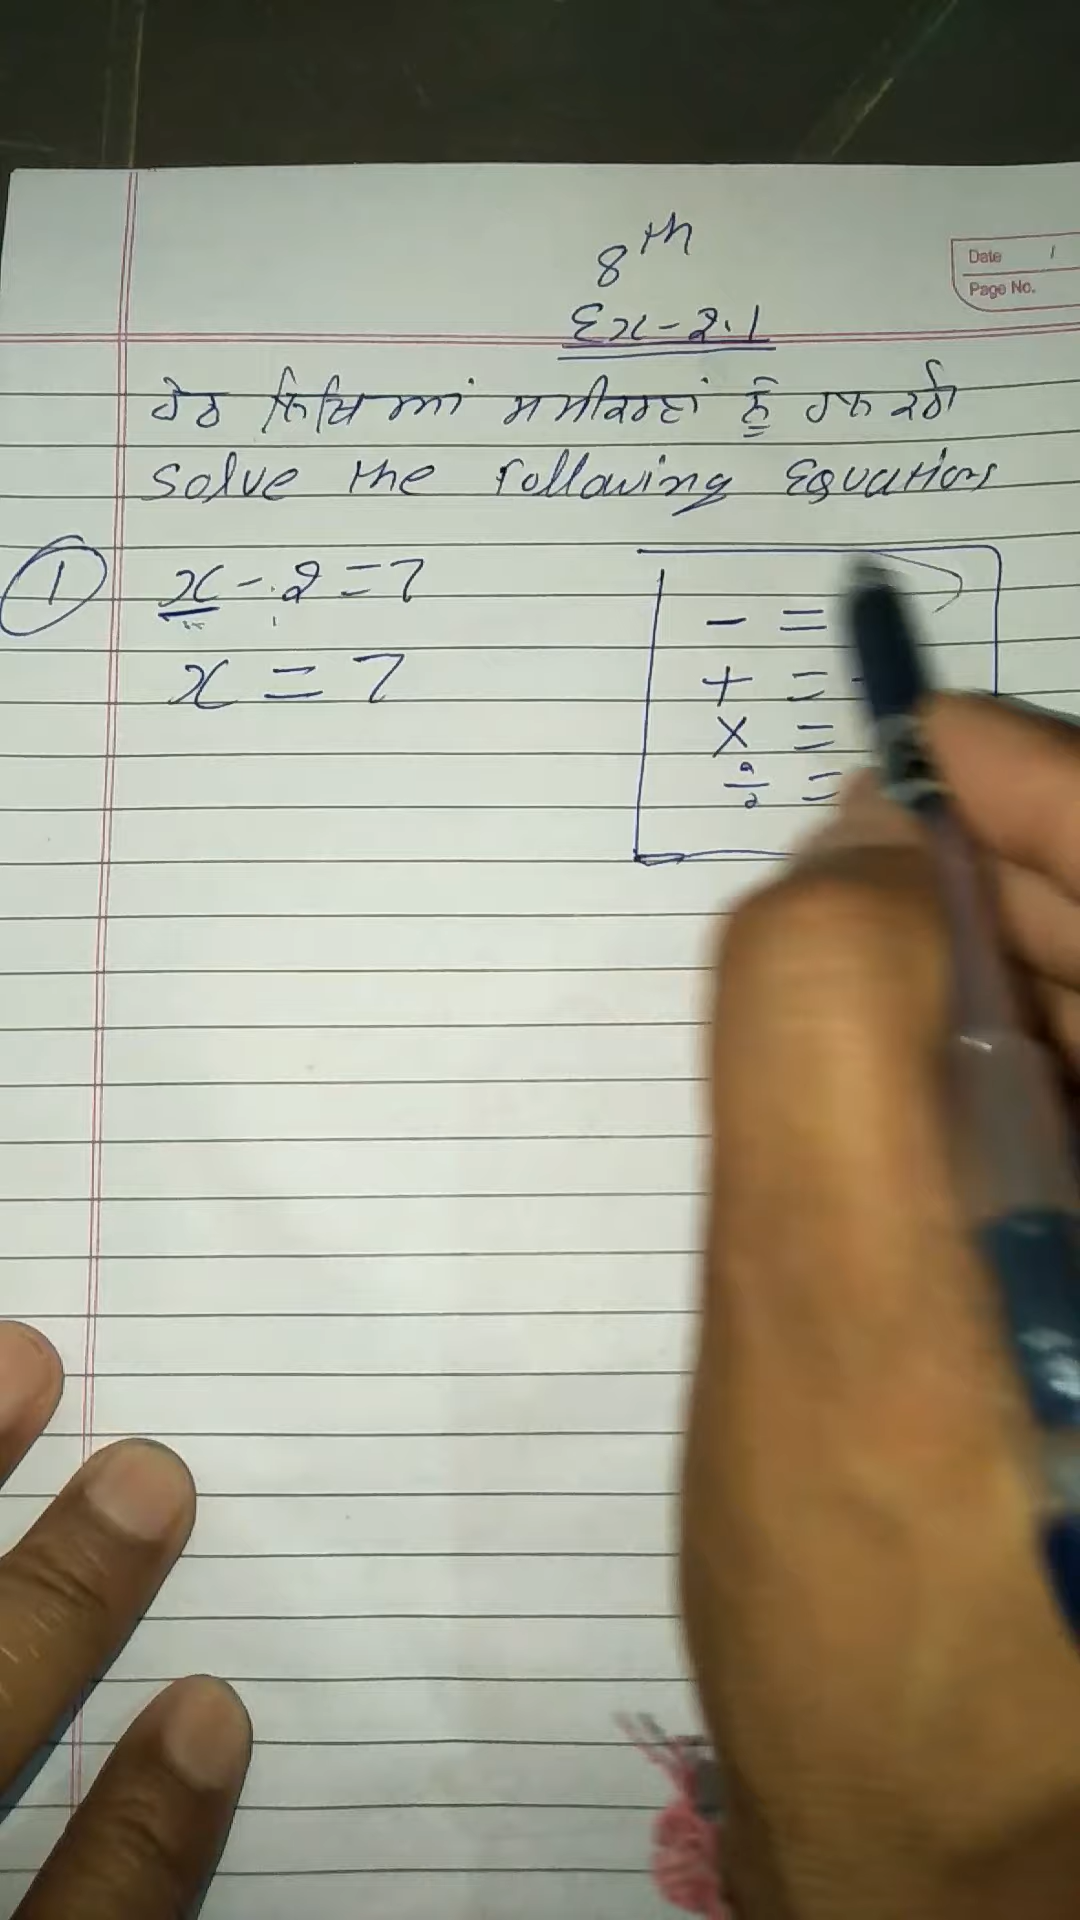 8th
Date /
Page No.
Ex-2.1
ਹੇਠ ਲਿਖਿਆਂ ਸਮੀਕਰਣਾਂ ਨੂੰ ਹਲ ਕਰੋ
Solve the following Equations
1 x - 2 = 7
x = 7
- =
+ = -
× =
a/2 =